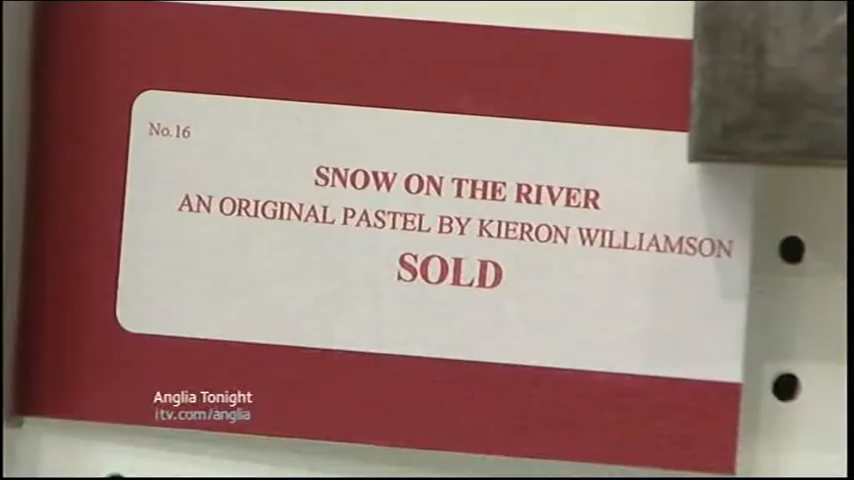 No. 16
SNOW ON THE RIVER
AN ORIGINAL PASTEL BY KIERON WILLIAMSON
SOLD
Anglia Tonight
itv.com/anglia